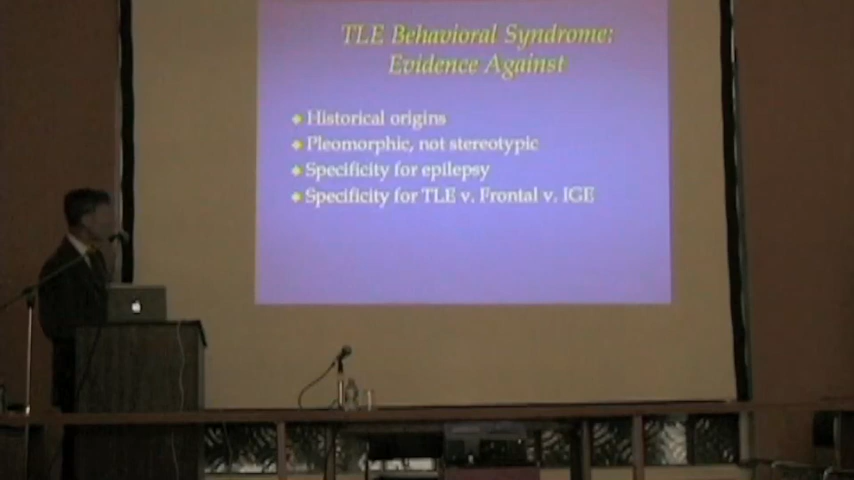 TLE Behavioral Syndrome:
Evidence Against
Historical origins
Pleomorphic, not stereotypic
Specificity for epilepsy
Specificity for TLE v. Frontal v. IGE